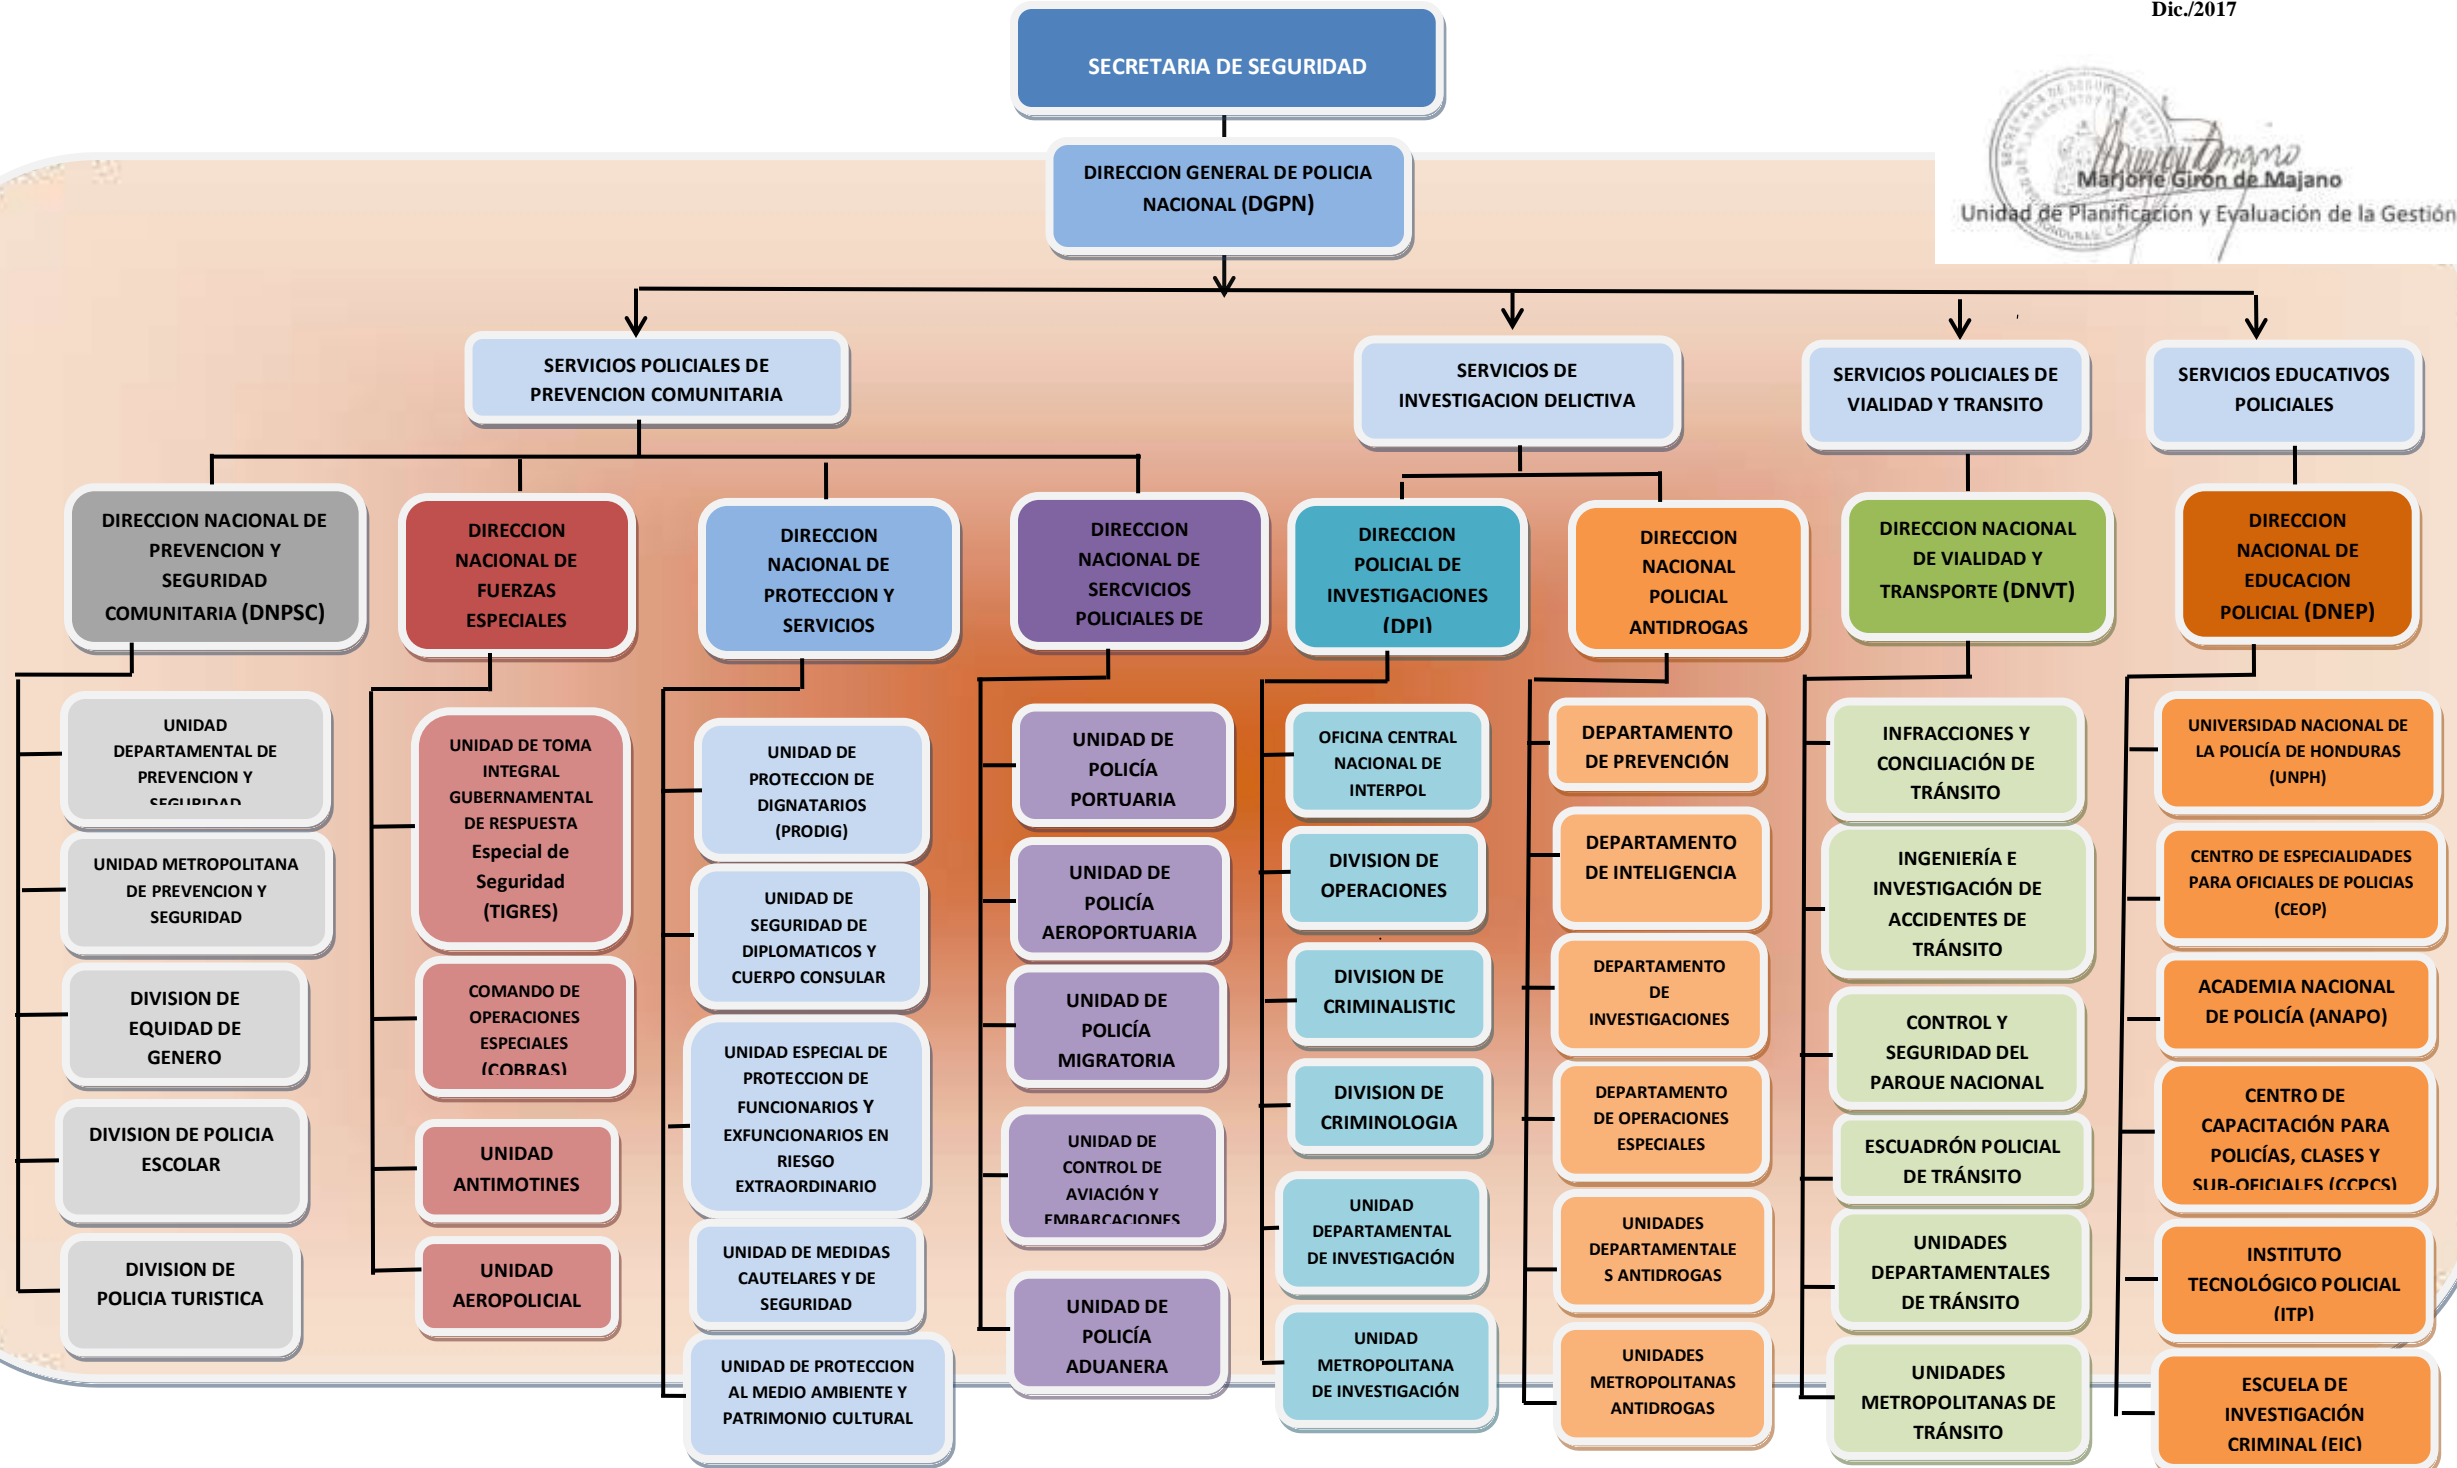 Dic./2017
SECRETARIA DE SEGURIDAD
Marjorie Girón de Majano
Unidad de Planificación y Evaluación de la Gestión
DIRECCION GENERAL DE POLICIA
NACIONAL (DGPN)
SERVICIOS POLICIALES DE
PREVENCION COMUNITARIA
SERVICIOS DE
INVESTIGACION DELICTIVA
SERVICIOS POLICIALES DE
VIALIDAD Y TRANSITO
SERVICIOS EDUCATIVOS
POLICIALES
DIRECCION NACIONAL DE
PREVENCION Y
SEGURIDAD
COMUNITARIA (DNPSC)
UNIDAD
DEPARTAMENTAL DE
PREVENCION Y
SEGURIDAD
UNIDAD METROPOLITANA
DE PREVENCION Y
SEGURIDAD
DIVISION DE
EQUIDAD DE
GENERO
DIVISION DE POLICIA
ESCOLAR
DIVISION DE
POLICIA TURISTICA
DIRECCION
NACIONAL DE
FUERZAS
ESPECIALES
UNIDAD DE TOMA
INTEGRAL
GUBERNAMENTAL
DE RESPUESTA
Especial de
Seguridad
(TIGRES)
COMANDO DE
OPERACIONES
ESPECIALES
(COBRAS)
UNIDAD
ANTIMOTINES
UNIDAD
AEROPOLICIAL
DIRECCION
NACIONAL DE
PROTECCION Y
SERVICIOS
UNIDAD DE
PROTECCION DE
DIGNATARIOS
(PRODIG)
UNIDAD DE
SEGURIDAD DE
DIPLOMATICOS Y
CUERPO CONSULAR
UNIDAD ESPECIAL DE
PROTECCION DE
FUNCIONARIOS Y
EXFUNCIONARIOS EN
RIESGO
EXTRAORDINARIO
UNIDAD DE MEDIDAS
CAUTELARES Y DE
SEGURIDAD
UNIDAD DE PROTECCION
AL MEDIO AMBIENTE Y
PATRIMONIO CULTURAL
DIRECCION
NACIONAL DE
SERCVICIOS
POLICIALES DE
UNIDAD DE
POLICÍA
PORTUARIA
UNIDAD DE
POLICÍA
AEROPORTUARIA
UNIDAD DE
POLICÍA
MIGRATORIA
UNIDAD DE
CONTROL DE
AVIACIÓN Y
EMBARCACIONES
UNIDAD DE
POLICÍA
ADUANERA
DIRECCION
POLICIAL DE
INVESTIGACIONES
(DPI)
OFICINA CENTRAL
NACIONAL DE
INTERPOL
DIVISION DE
OPERACIONES
DIVISION DE
CRIMINALISTIC
DIVISION DE
CRIMINOLOGIA
UNIDAD
DEPARTAMENTAL
DE INVESTIGACIÓN
UNIDAD
METROPOLITANA
DE INVESTIGACIÓN
DIRECCION
NACIONAL
POLICIAL
ANTIDROGAS
DEPARTAMENTO
DE PREVENCIÓN
DEPARTAMENTO
DE INTELIGENCIA
DEPARTAMENTO
DE
INVESTIGACIONES
DEPARTAMENTO
DE OPERACIONES
ESPECIALES
UNIDADES
DEPARTAMENTALE
S ANTIDROGAS
UNIDADES
METROPOLITANAS
ANTIDROGAS
DIRECCION NACIONAL
DE VIALIDAD Y
TRANSPORTE (DNVT)
INFRACCIONES Y
CONCILIACIÓN DE
TRÁNSITO
INGENIERÍA E
INVESTIGACIÓN DE
ACCIDENTES DE
TRÁNSITO
CONTROL Y
SEGURIDAD DEL
PARQUE NACIONAL
ESCUADRÓN POLICIAL
DE TRÁNSITO
UNIDADES
DEPARTAMENTALES
DE TRÁNSITO
UNIDADES
METROPOLITANAS DE
TRÁNSITO
DIRECCION
NACIONAL DE
EDUCACION
POLICIAL (DNEP)
UNIVERSIDAD NACIONAL DE
LA POLICÍA DE HONDURAS
(UNPH)
CENTRO DE ESPECIALIDADES
PARA OFICIALES DE POLICIAS
(CEOP)
ACADEMIA NACIONAL
DE POLICÍA (ANAPO)
CENTRO DE
CAPACITACIÓN PARA
POLICÍAS, CLASES Y
SUB-OFICIALES (CCPCS)
INSTITUTO
TECNOLÓGICO POLICIAL
(ITP)
ESCUELA DE
INVESTIGACIÓN
CRIMINAL (EIC)